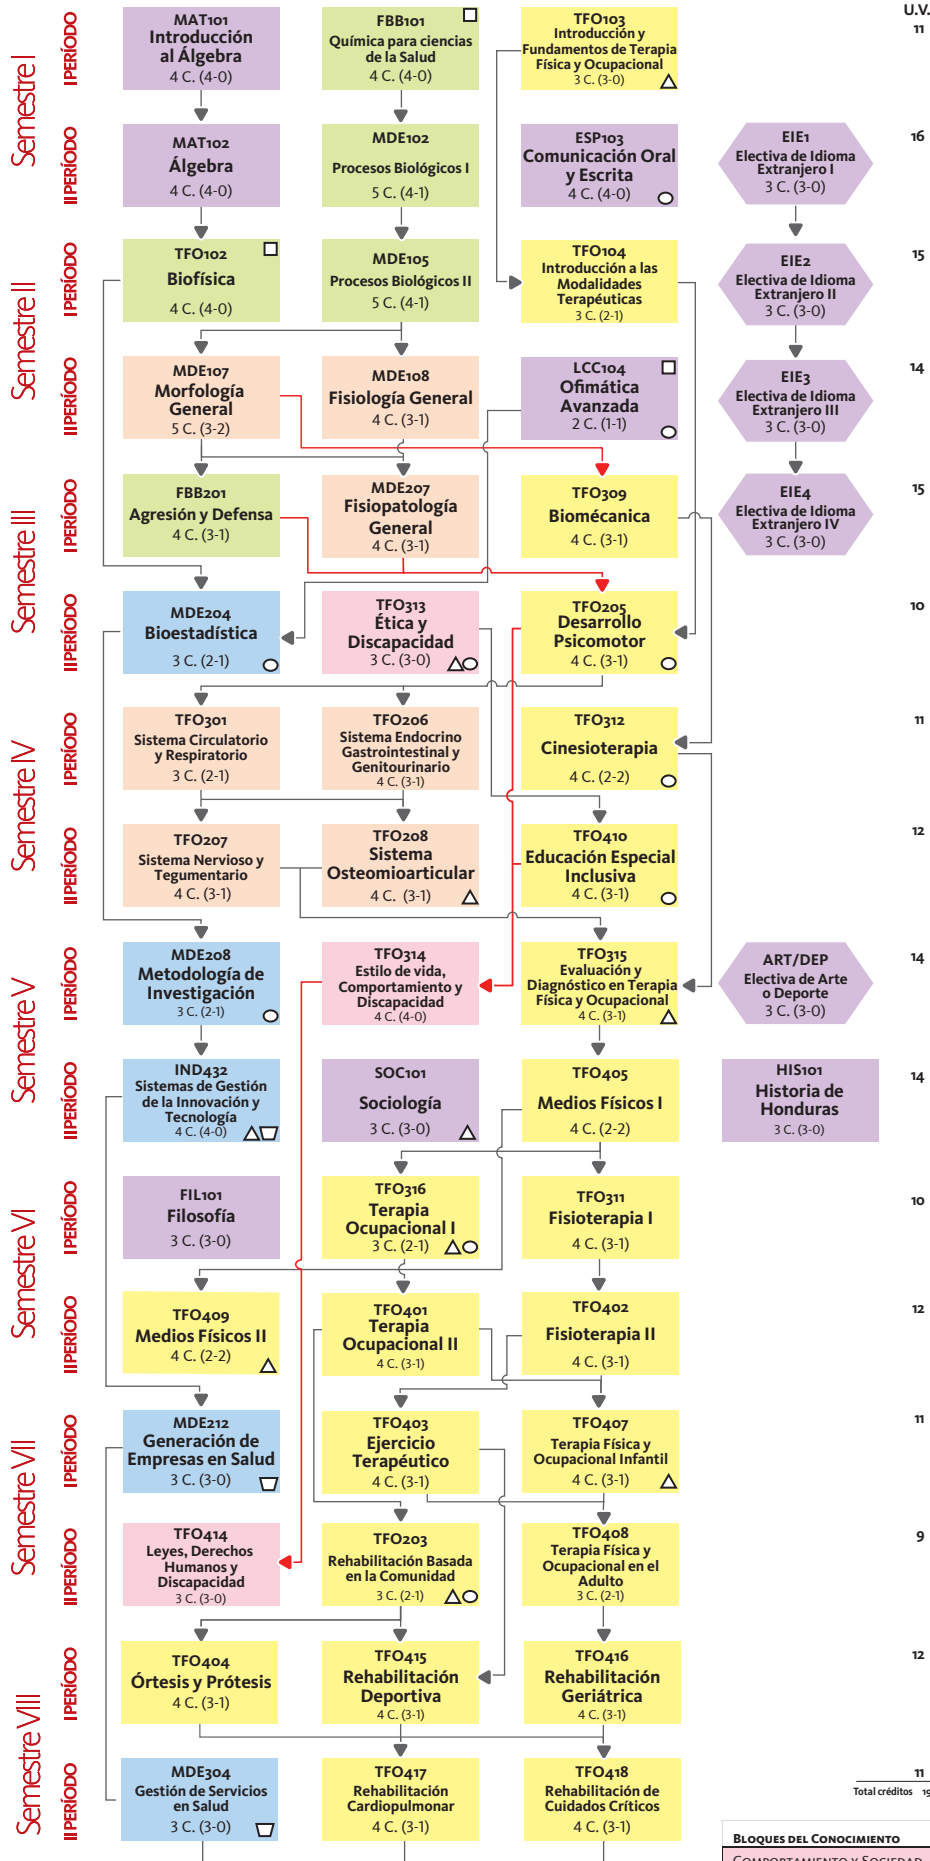 U.V.
Semestre I
I PERÍODO
MAT101
Introducción
al Álgebra
4 C. (4-0)
FBB101
Química para ciencias
de la Salud
4 C. (4-0)
TFO103
Introducción y
Fundamentos de Terapia
Física y Ocupacional
3 C. (3-0)
11
II PERÍODO
MAT102
Álgebra
4 C. (4-0)
MDE102
Procesos Biológicos I
5 C. (4-1)
ESP103
Comunicación Oral
y Escrita
4 C. (4-0)
EIE1
Electiva de Idioma
Extranjero I
3 C. (3-0)
16
Semestre II
I PERÍODO
TFO102
Biofísica
4 C. (4-0)
MDE105
Procesos Biológicos II
5 C. (4-1)
TFO104
Introducción a las
Modalidades
Terapéuticas
3 C. (2-1)
EIE2
Electiva de Idioma
Extranjero II
3 C. (3-0)
15
II PERÍODO
MDE107
Morfología
General
5 C. (3-2)
MDE108
Fisiología General
4 C. (3-1)
LCC104
Ofimática
Avanzada
2 C. (1-1)
EIE3
Electiva de Idioma
Extranjero III
3 C. (3-0)
14
Semestre III
I PERÍODO
FBB201
Agresión y Defensa
4 C. (3-1)
MDE207
Fisiopatología
General
4 C. (3-1)
TFO309
Biomécanica
4 C. (3-1)
EIE4
Electiva de Idioma
Extranjero IV
3 C. (3-0)
15
II PERÍODO
MDE204
Bioestadística
3 C. (2-1)
TFO313
Ética y
Discapacidad
3 C. (3-0)
TFO205
Desarrollo
Psicomotor
4 C. (3-1)
10
Semestre IV
I PERÍODO
TFO301
Sistema Circulatorio
y Respiratorio
3 C. (2-1)
TFO206
Sistema Endocrino
Gastrointestinal y
Genitourinario
4 C. (3-1)
TFO312
Cinesioterapia
4 C. (2-2)
11
II PERÍODO
TFO207
Sistema Nervioso y
Tegumentario
4 C. (3-1)
TFO208
Sistema
Osteomioarticular
4 C. (3-1)
TFO410
Educación Especial
Inclusiva
4 C. (3-1)
12
Semestre V
I PERÍODO
MDE208
Metodología de
Investigación
3 C. (2-1)
TFO314
Estilo de vida,
Comportamiento y
Discapacidad
4 C. (4-0)
TFO315
Evaluación y
Diagnóstico en Terapia
Física y Ocupacional
4 C. (3-1)
ART/DEP
Electiva de Arte
o Deporte
3 C. (3-0)
14
II PERÍODO
IND432
Sistemas de Gestión
de la Innovación y
Tecnología
4 C. (4-0)
SOC101
Sociología
3 C. (3-0)
TFO405
Medios Físicos I
4 C. (2-2)
HIS101
Historia de
Honduras
3 C. (3-0)
14
Semestre VI
I PERÍODO
FIL101
Filosofía
3 C. (3-0)
TFO316
Terapia
Ocupacional I
3 C. (2-1)
TFO311
Fisioterapia I
4 C. (3-1)
10
II PERÍODO
TFO409
Medios Físicos II
4 C. (2-2)
TFO401
Terapia
Ocupacional II
4 C. (3-1)
TFO402
Fisioterapia II
4 C. (3-1)
12
Semestre VII
I PERÍODO
MDE212
Generación de
Empresas en Salud
3 C. (3-0)
TFO403
Ejercicio
Terapéutico
4 C. (3-1)
TFO407
Terapia Física y
Ocupacional Infantil
4 C. (3-1)
11
II PERÍODO
TFO414
Leyes, Derechos
Humanos y
Discapacidad
3 C. (3-0)
TFO203
Rehabilitación Basada
en la Comunidad
3 C. (2-1)
TFO408
Terapia Física y
Ocupacional en el
Adulto
3 C. (2-1)
9
Semestre VIII
I PERÍODO
TFO404
Órtesis y Prótesis
4 C. (3-1)
TFO415
Rehabilitación
Deportiva
4 C. (3-1)
TFO416
Rehabilitación
Geriátrica
4 C. (3-1)
12
II PERÍODO
MDE304
Gestión de Servicios
en Salud
3 C. (3-0)
TFO417
Rehabilitación
Cardiopulmonar
4 C. (3-1)
TFO418
Rehabilitación de
Cuidados Críticos
4 C. (3-1)
11
Total créditos 19
BLOQUES DEL CONOCIMIENTO
COMPORTAMIENTO Y SOCIEDAD